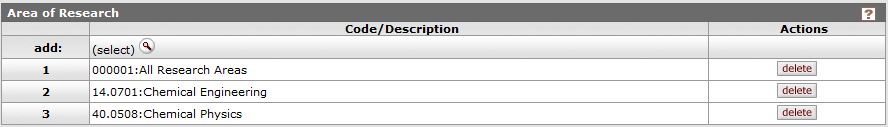 Area of Research
?
Code/Description Actions
add: (select)
1 000001:All Research Areas delete
2 14.0701:Chemical Engineering delete
3 40.0508:Chemical Physics delete